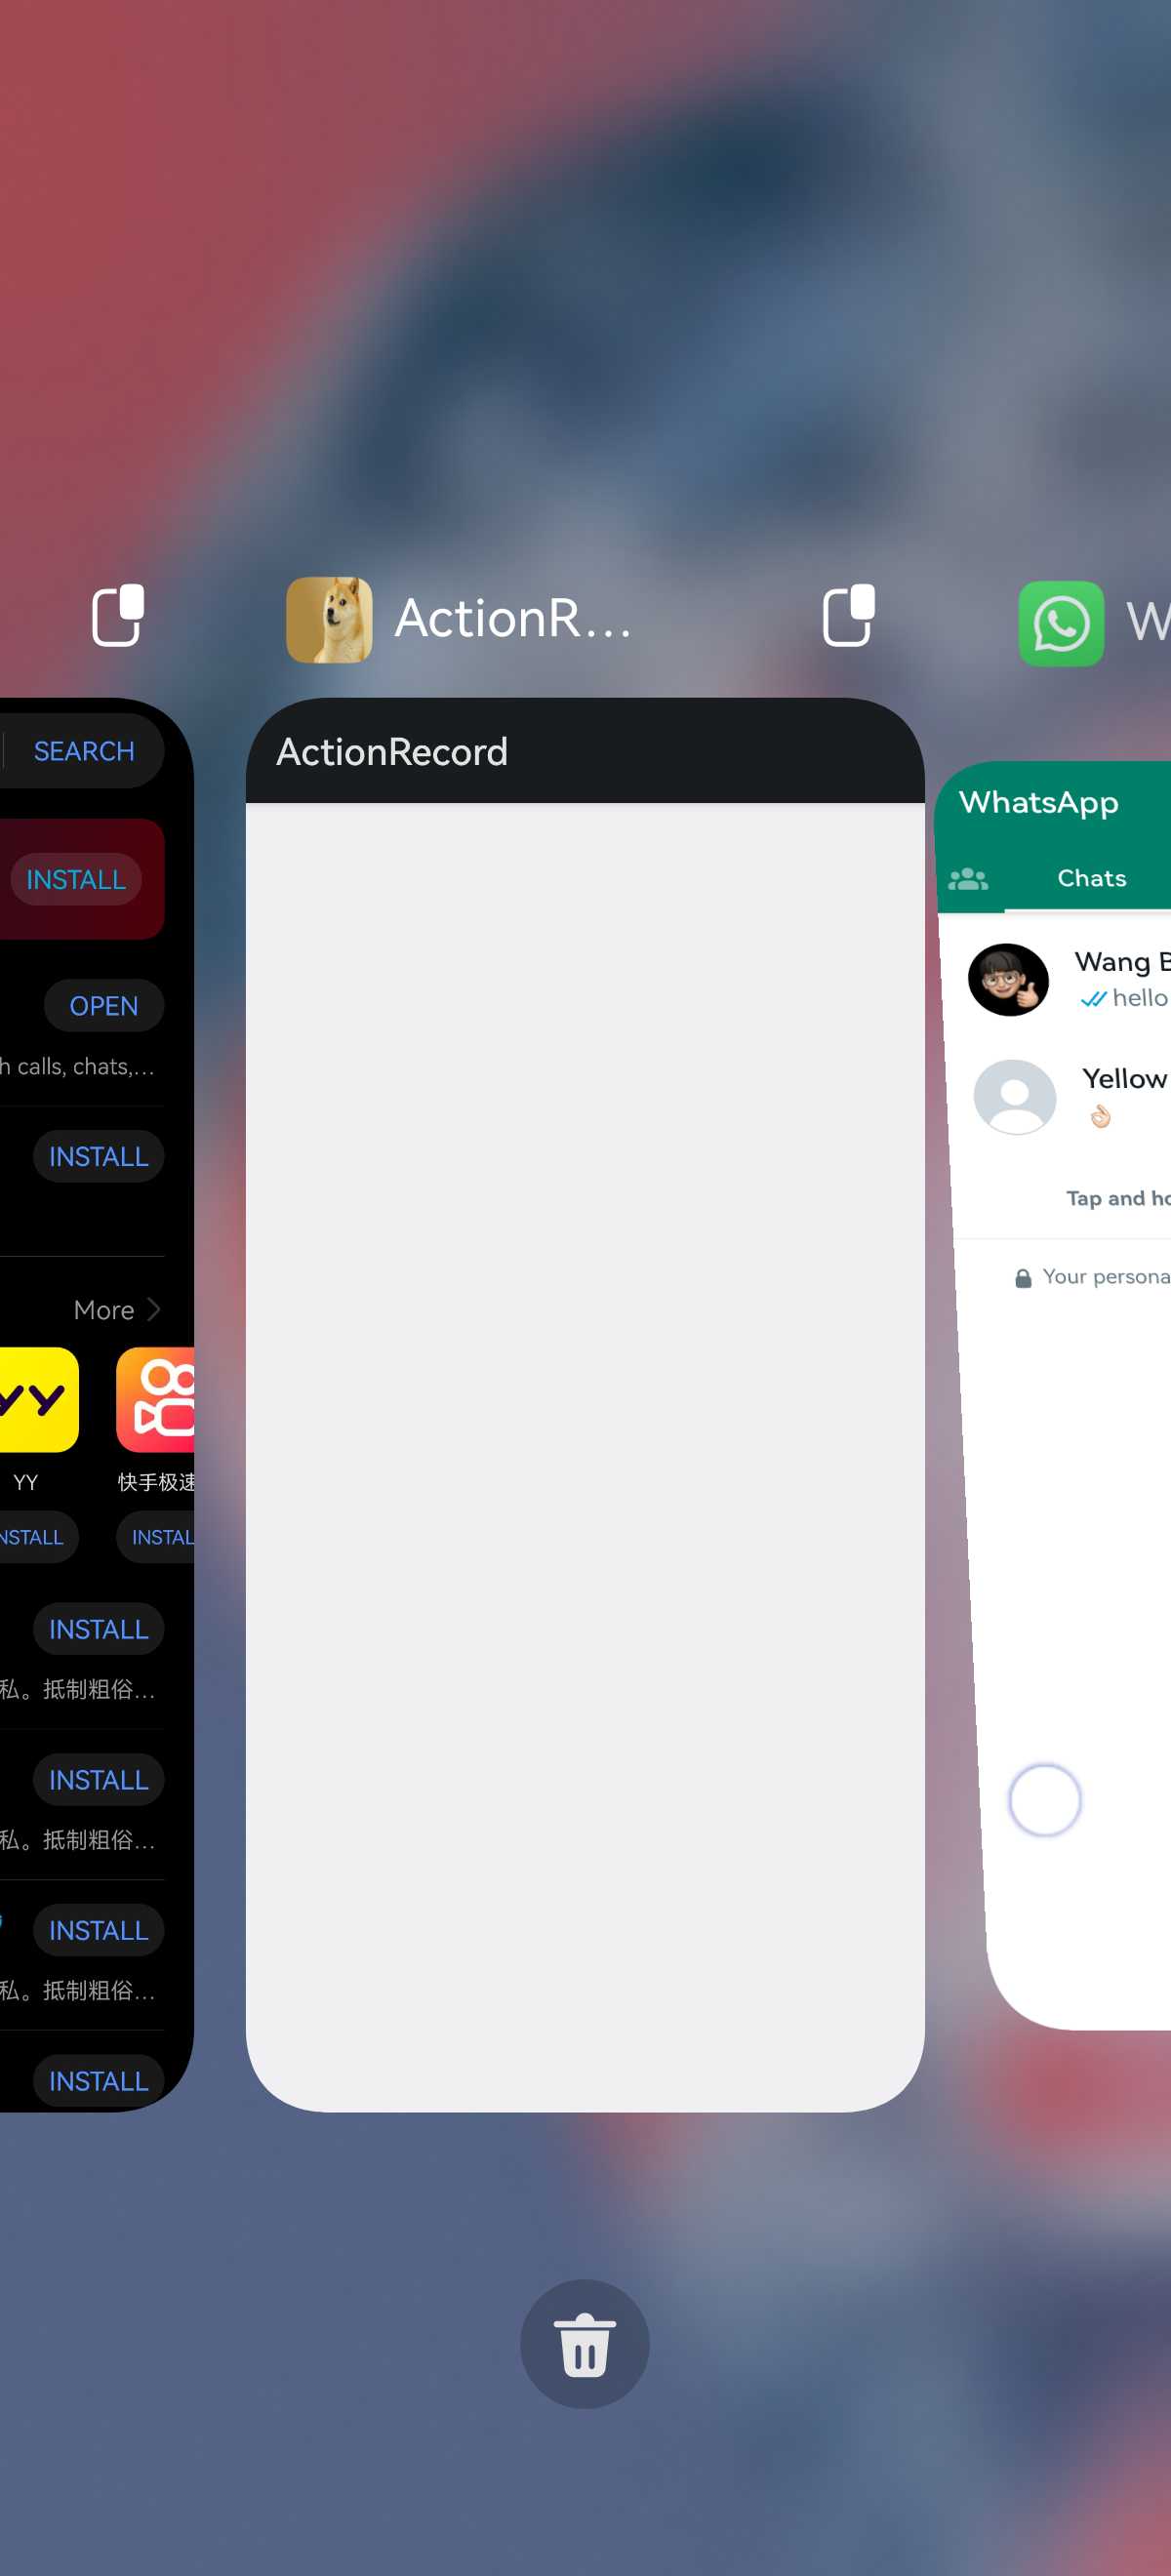 ActionR...
W
SEARCH
INSTALL
OPEN
h calls, chats,...
INSTALL
More
YY
YY
快手极速
NSTALL
INSTAL
INSTALL
私。抵制粗俗...
INSTALL
私。抵制粗俗...
INSTALL
私。抵制粗俗...
INSTALL
ActionRecord
WhatsApp
Chats
Wang B
hello
Yellow
Tap and ho
Your persona